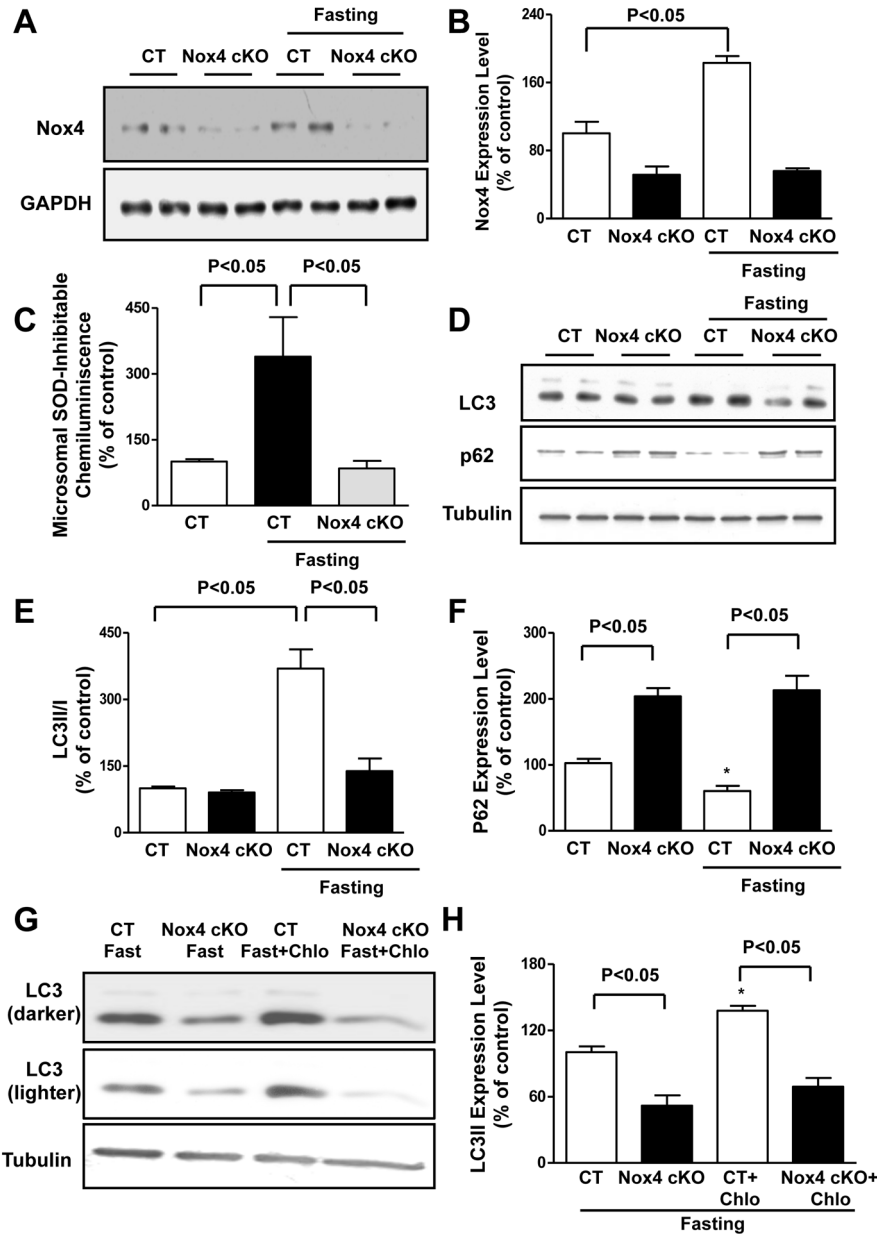 A
Fasting
CT Nox4 cKO CT Nox4 cKO
Nox4
GAPDH
B
P<0.05
Nox4 Expression Level
(% of control)
240
160
80
0
CT Nox4 cKO CT Nox4 cKO
Fasting
C
P<0.05 P<0.05
Microsomal SOD-Inhibitable
Chemiluminiscence
(% of control)
450
300
150
0
CT CT Nox4 cKO
Fasting
D
Fasting
CT Nox4 cKO CT Nox4 cKO
LC3
p62
Tubulin
E
P<0.05 P<0.05
LC3II/I
(% of control)
450
300
150
0
CT Nox4 cKO CT Nox4 cKO
Fasting
F
P<0.05
P<0.05
P62 Expression Level
(% of control)
300
200
100
0
*
CT Nox4 cKO CT Nox4 cKO
Fasting
G
CT Nox4 cKO CT Nox4 cKO
Fast Fast Fast+Chlo Fast+Chlo
LC3
(darker)
LC3
(lighter)
Tubulin
H
P<0.05
P<0.05
LC3II Expression Level
(% of control)
180
120
60
0
*
CT Nox4 cKO CT+ Nox4 cKO+
Chlo Chlo
Fasting